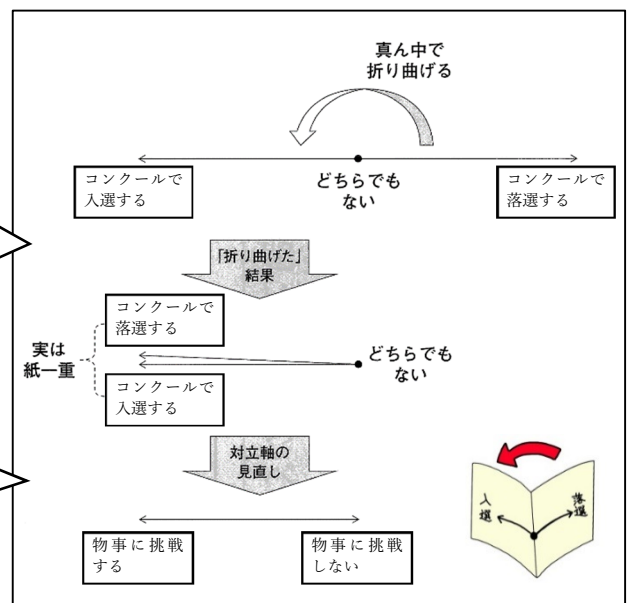 真ん中で
折り曲げる
コンクールで
入選する
どちらでも
ない
コンクールで
落選する
「折り曲げた」
結果
コンクールで
落選する
実は
紙一重
どちらでも
ない
コンクールで
入選する
対立軸の
見直し
入選
落選
物事に挑戦
する
物事に挑戦
しない